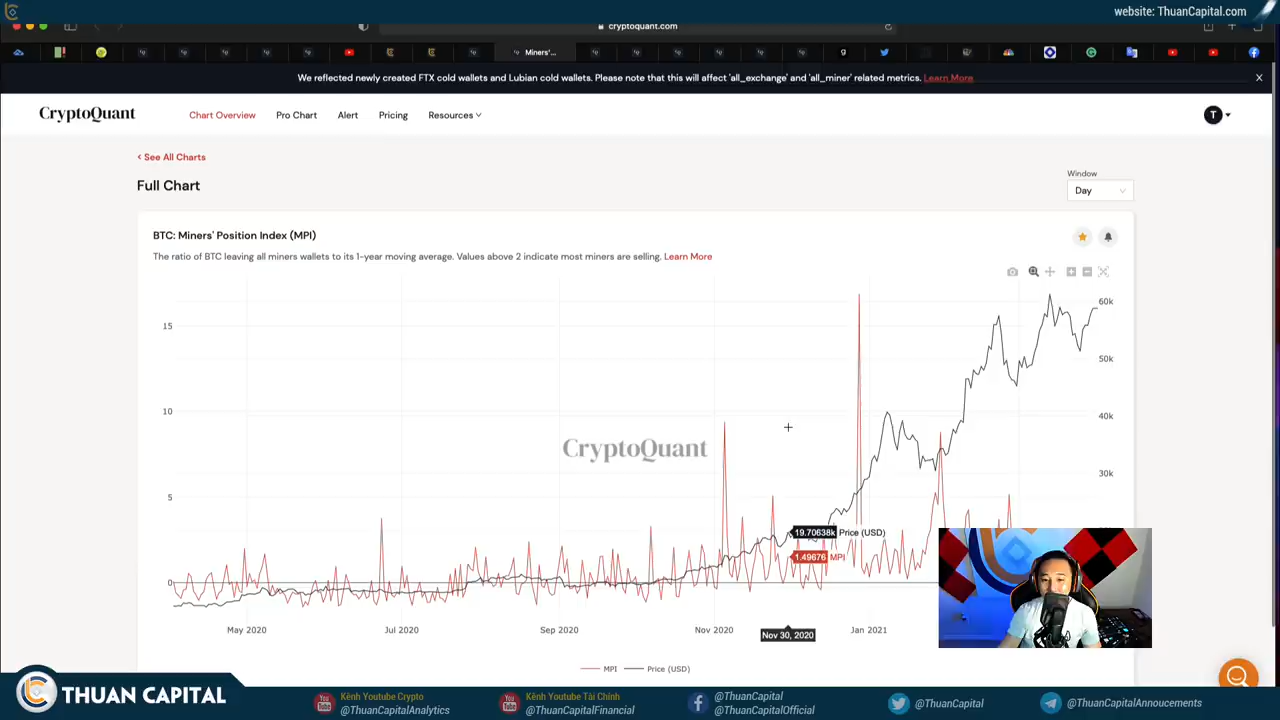 website: ThuanCapital.com
cryptoquant.com
Miners'...
We reflected newly created FTX cold wallets and Lubian cold wallets. Please note that this will affect 'all_exchange' and 'all_miner' related metrics. Learn More
CryptoQuant
Chart Overview
Pro Chart
Alert
Pricing
Resources
T
< See All Charts
Full Chart
Window
Day
BTC: Miners' Position Index (MPI)
The ratio of BTC leaving all miners wallets to its 1-year moving average. Values above 2 indicate most miners are selling. Learn More
15
10
5
0
60k
50k
40k
30k
CryptoQuant
19.70638k Price (USD)
1.49676 MPI
May 2020
Jul 2020
Sep 2020
Nov 2020
Nov 30, 2020
Jan 2021
MPI
Price (USD)
THUAN CAPITAL
Kênh Youtube Crypto
@ThuanCapitalAnalytics
Kênh Youtube Tài Chính
@ThuanCapitalFinancial
@ThuanCapital
@ThuanCapitalOfficial
@ThuanCapital
@ThuanCapitalAnnoucements